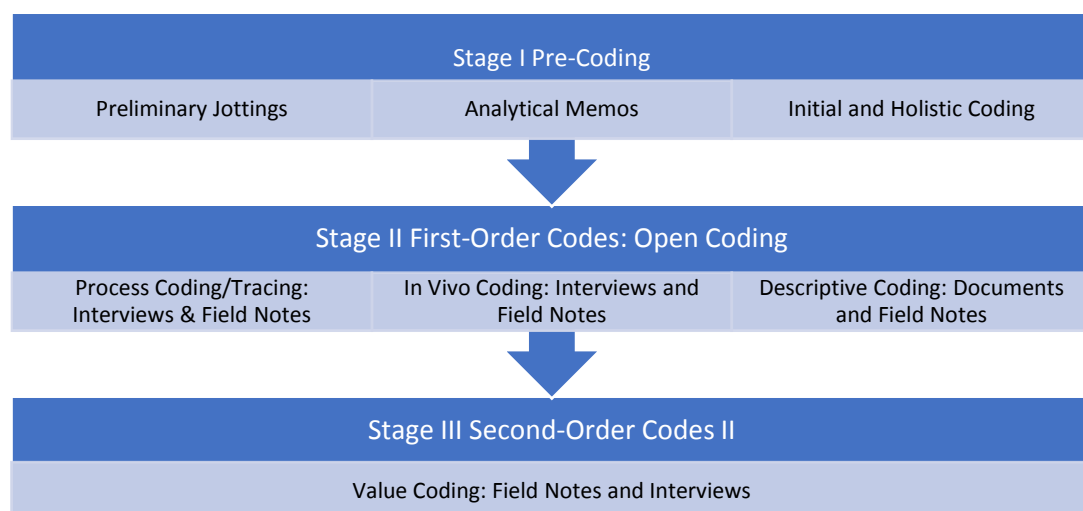 Stage I Pre-Coding
Preliminary Jottings
Analytical Memos
Initial and Holistic Coding
Stage II First-Order Codes: Open Coding
Process Coding/Tracing:
Interviews & Field Notes
In Vivo Coding: Interviews and
Field Notes
Descriptive Coding: Documents
and Field Notes
Stage III Second-Order Codes II
Value Coding: Field Notes and Interviews